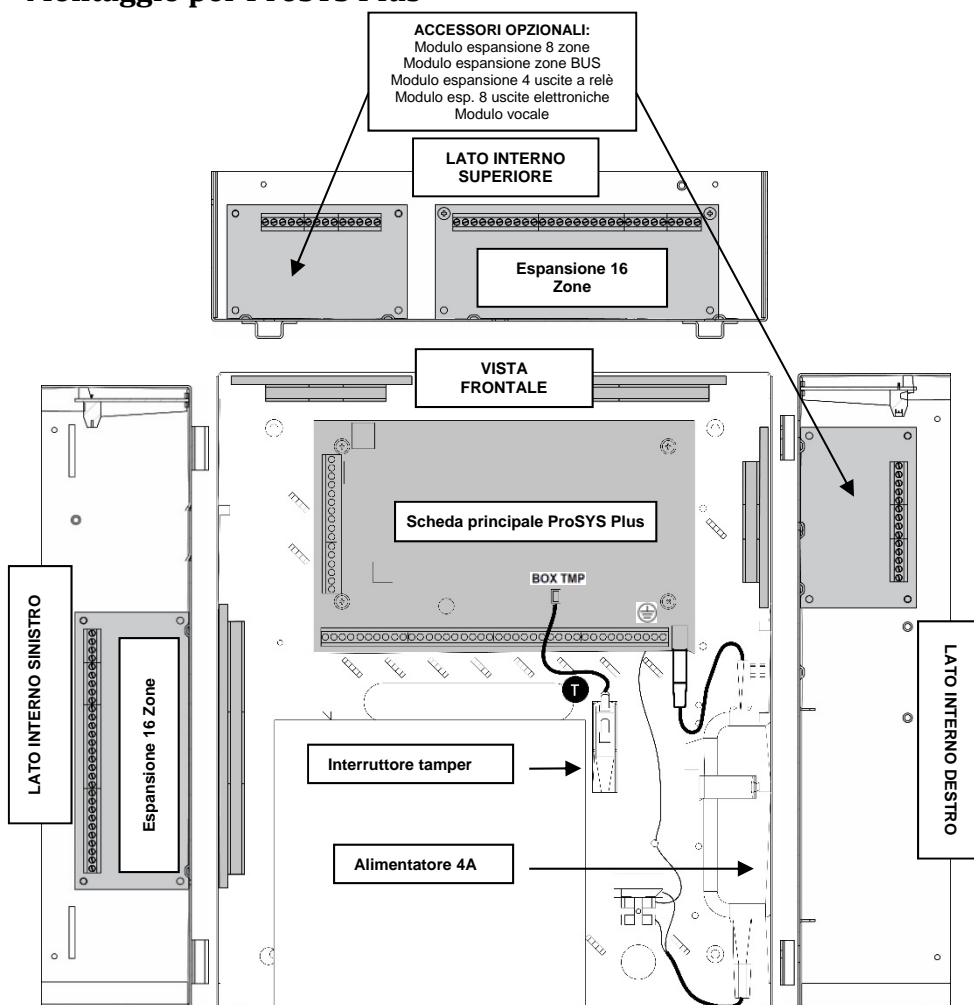 Montaggio per ProSYS Plus
ACCESSORI OPZIONALI:
Modulo espansione 8 zone
Modulo espansione zone BUS
Modulo espansione 4 uscite a relè
Modulo esp. 8 uscite elettroniche
Modulo vocale
LATO INTERNO
SUPERIORE
Espansione 16
Zone
VISTA
FRONTALE
Scheda principale ProSYS Plus
BOX TMP
T
LATO INTERNO SINISTRO
Espansione 16 Zone
Interruttore tamper
Alimentatore 4A
LATO INTERNO DESTRO